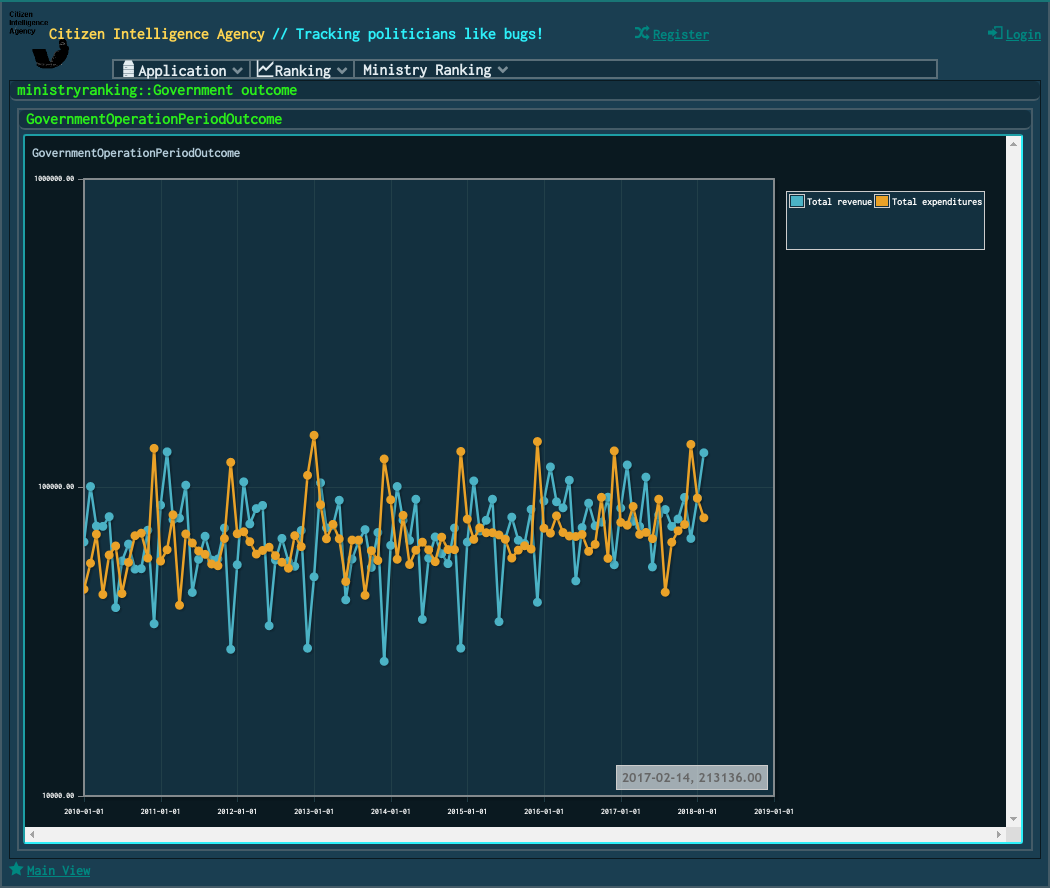 Citizen
Intelligence
Agency
Citizen Intelligence Agency // Tracking politicians like bugs!
Register
Login
Application
Ranking
Ministry Ranking
ministryranking::Government outcome
GovernmentOperationPeriodOutcome
GovernmentOperationPeriodOutcome
1000000.00
Total revenue
Total expenditures
100000.00
2017-02-14, 213136.00
10000.00
2010-01-01 2011-01-01 2012-01-01 2013-01-01 2014-01-01 2015-01-01 2016-01-01 2017-01-01 2018-01-01 2019-01-01
Main View